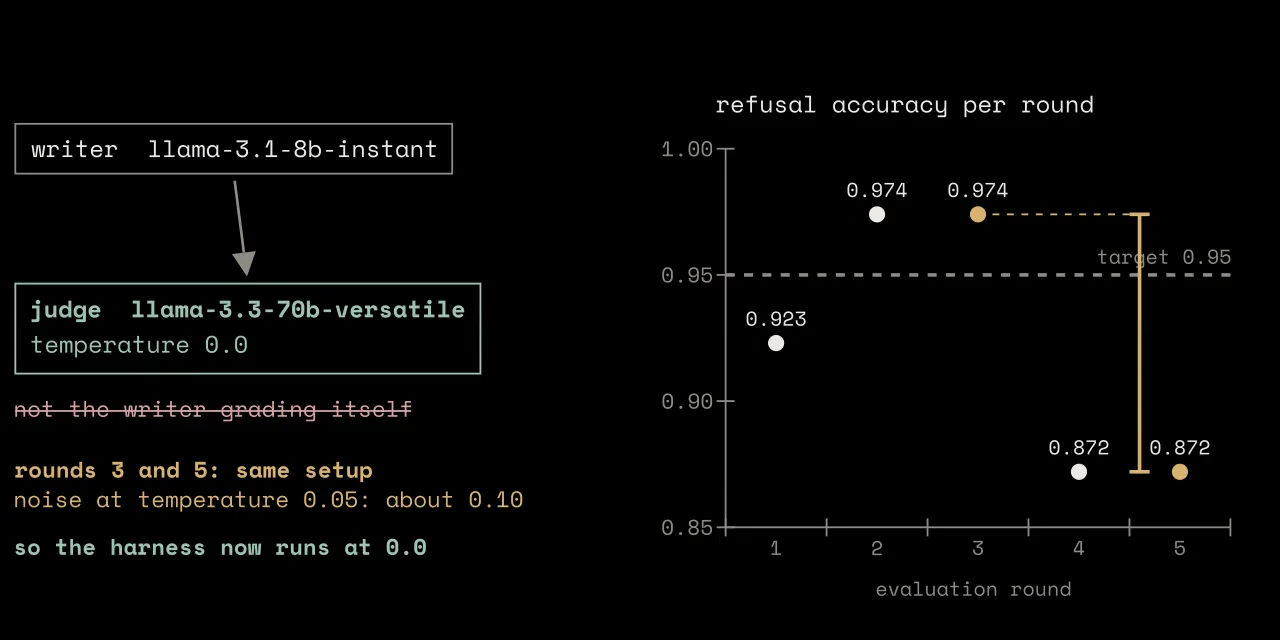 writer  llama-3.1-8b-instant
judge  llama-3.3-70b-versatile
temperature 0.0
not the writer grading itself
rounds 3 and 5: same setup
noise at temperature 0.05: about 0.10
so the harness now runs at 0.0
refusal accuracy per round
1.00
0.974 0.974
target 0.95
0.95
0.923
0.90
0.872 0.872
0.85
1 2 3 4 5
evaluation round